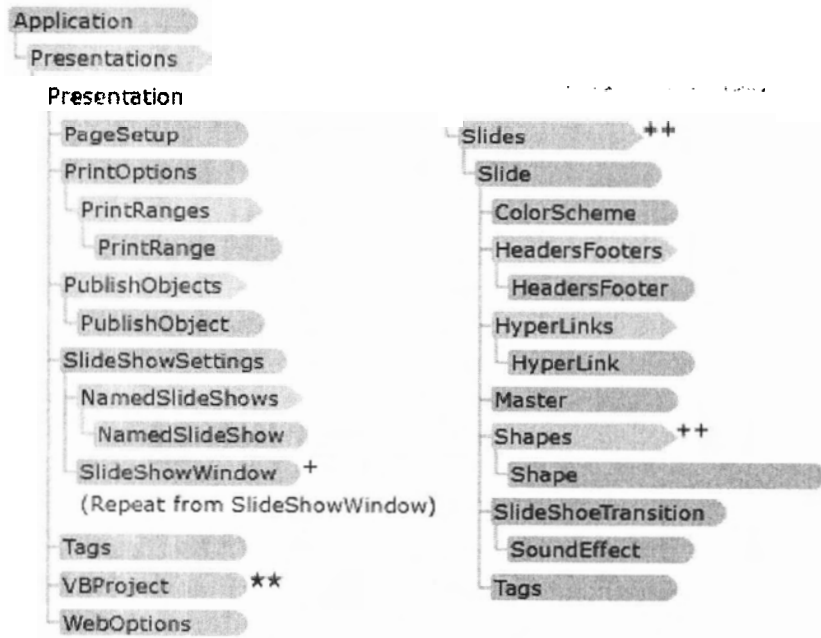 Application
Presentations
Presentation
PageSetup
PrintOptions
PrintRanges
PrintRange
PublishObjects
PublishObject
SlideShowSettings
NamedSlideShows
NamedSlideShow
SlideShowWindow +
(Repeat from SlideShowWindow)
Tags
VBProject **
WebOptions
Slides ++
Slide
ColorScheme
HeadersFooters
HeadersFooter
HyperLinks
HyperLink
Master
Shapes ++
Shape
SlideShoeTransition
SoundEffect
Tags